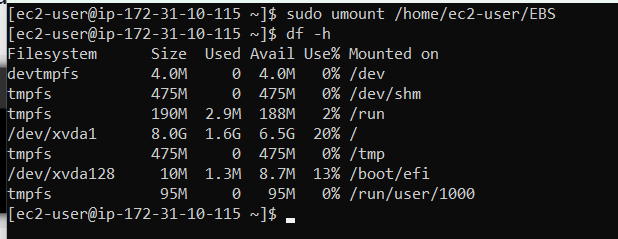 [ec2-user@ip-172-31-10-115 ~]$ sudo umount /home/ec2-user/EBS
[ec2-user@ip-172-31-10-115 ~]$ df -h
Filesystem      Size  Used Avail Use% Mounted on
devtmpfs        4.0M     0  4.0M   0% /dev
tmpfs           475M     0  475M   0% /dev/shm
tmpfs           190M  2.9M  188M   2% /run
/dev/xvda1      8.0G  1.6G  6.5G  20% /
tmpfs           475M     0  475M   0% /tmp
/dev/xvda128     10M  1.3M  8.7M  13% /boot/efi
tmpfs            95M     0   95M   0% /run/user/1000
[ec2-user@ip-172-31-10-115 ~]$